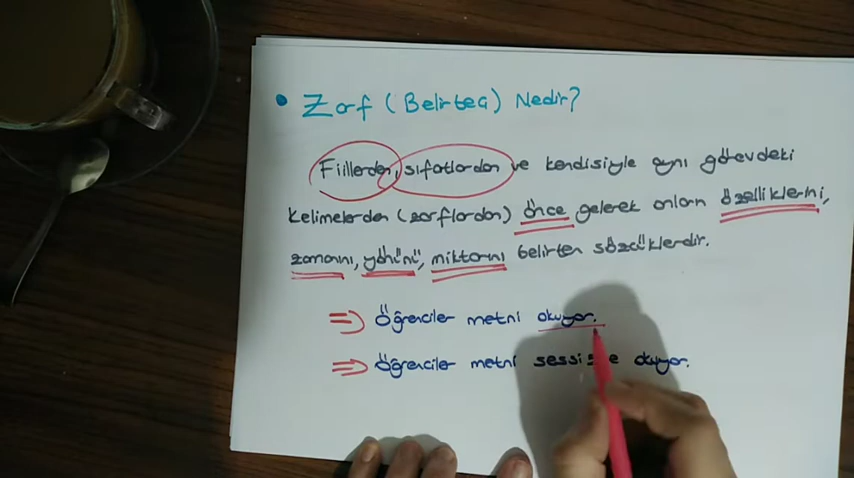 • Zarf (Belirteç) Nedir?
Fiillerden, sıfatlardan ve kendisiyle aynı görevdeki
kelimelerden (zarflardan) önce gelerek onların özelliklerini,
zamanını, yönünü, miktarını belirten sözcüklerdir.
⇒ Öğrenciler metni okuyor.
⇒ Öğrenciler metni sessizce okuyor.